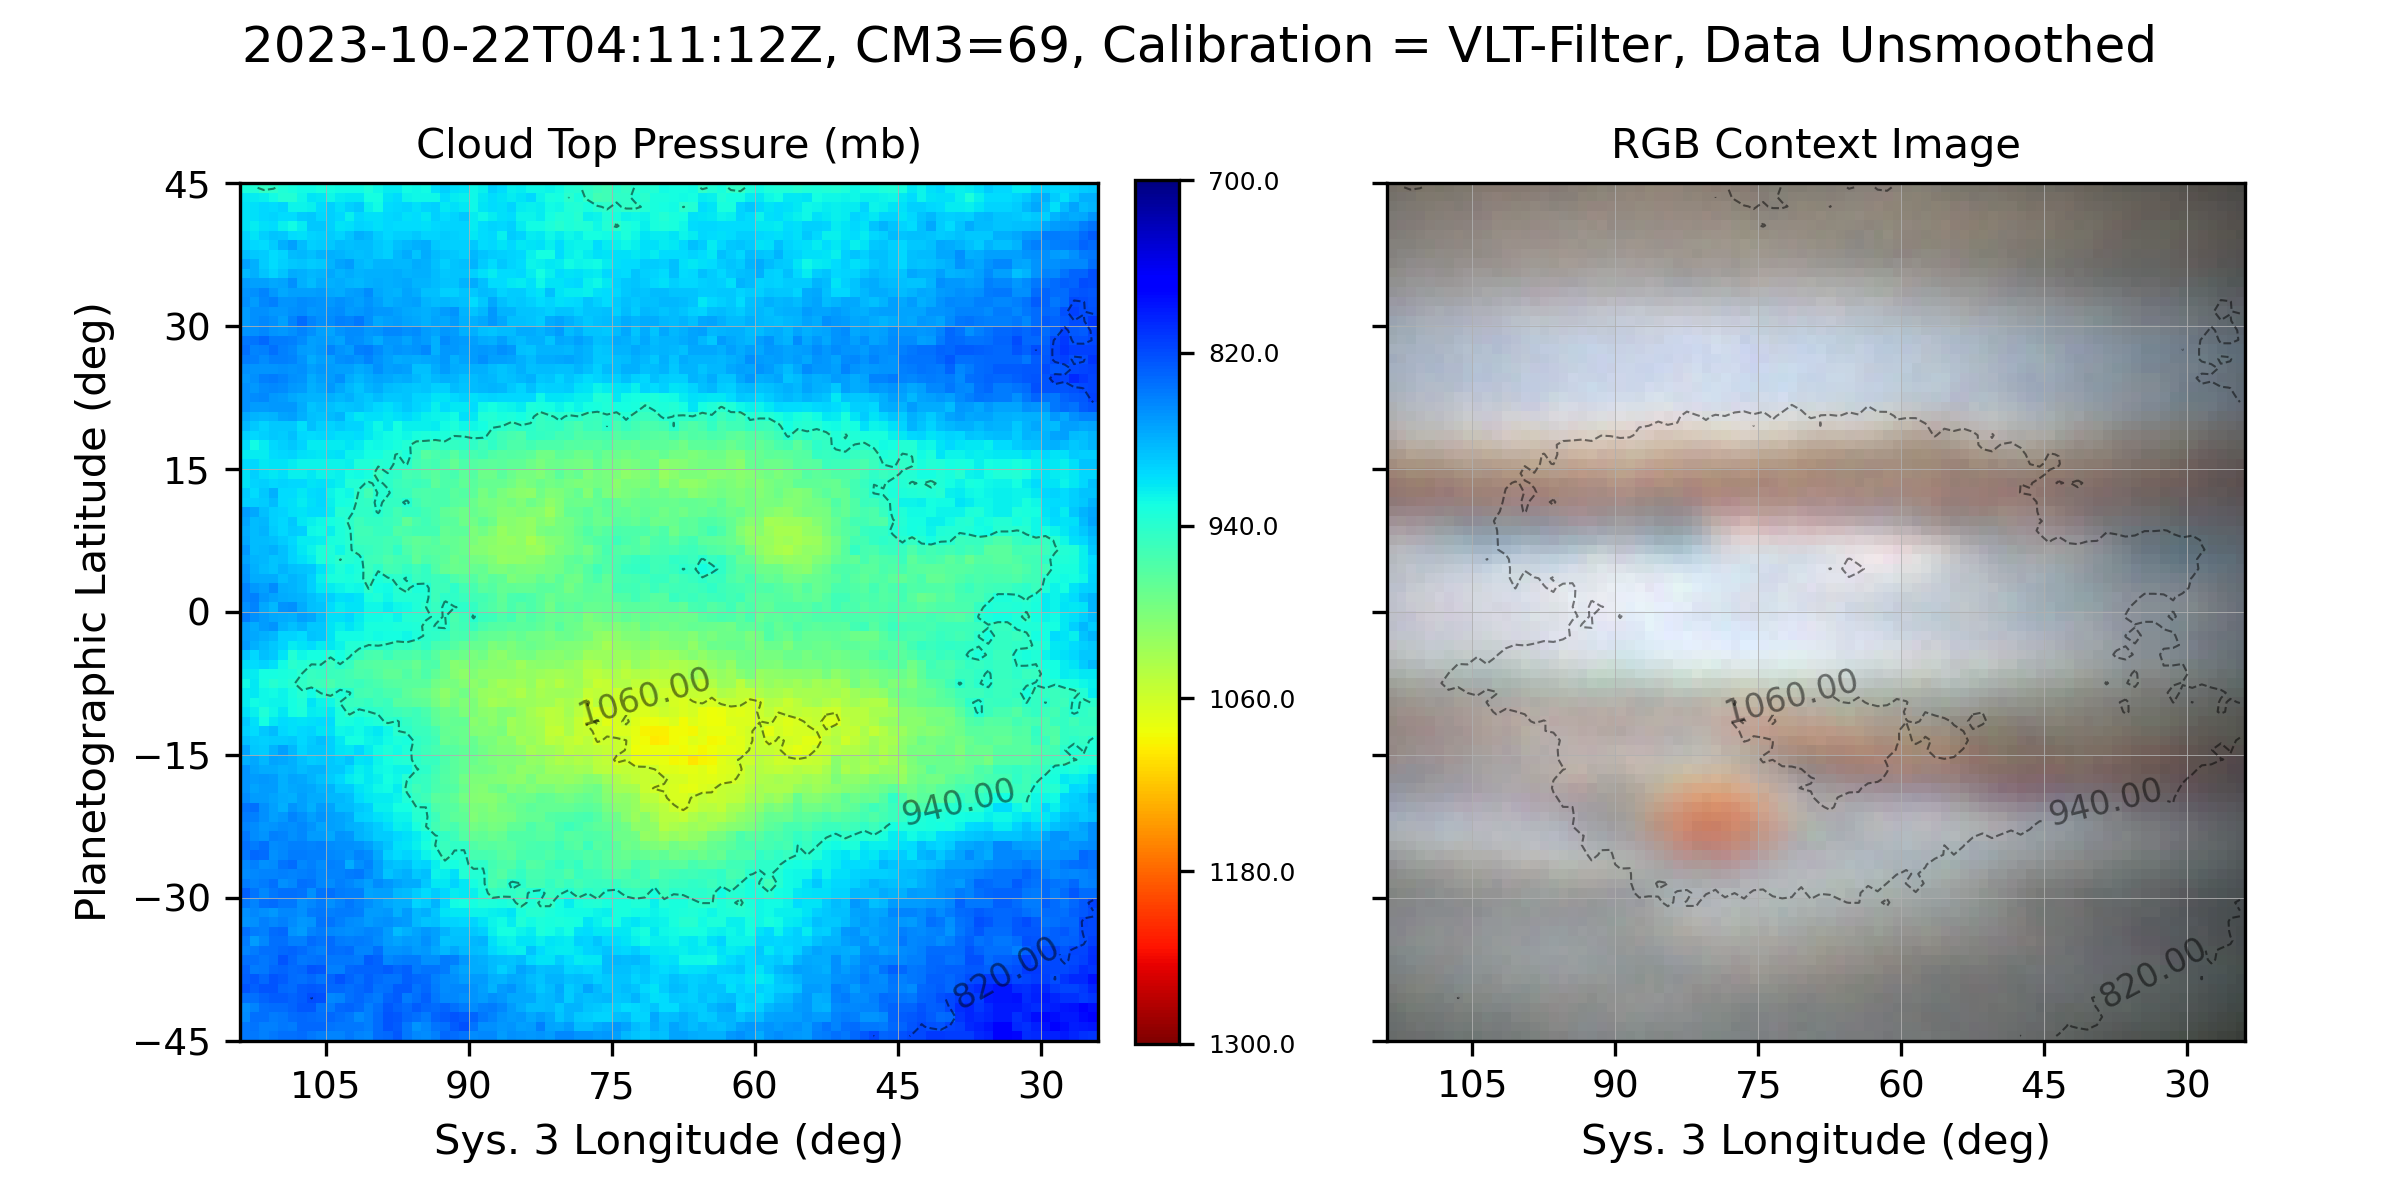 2023-10-22T04:11:12Z, CM3=69, Calibration = VLT-Filter, Data Unsmoothed
Cloud Top Pressure (mb)
Planetographic Latitude (deg)
45
30
15
0
−15
−30
−45
1060.00
940.00
820.00
105 90 75 60 45 30
Sys. 3 Longitude (deg)
700.0
820.0
940.0
1060.0
1180.0
1300.0
RGB Context Image
1060.00
940.00
820.00
105 90 75 60 45 30
Sys. 3 Longitude (deg)